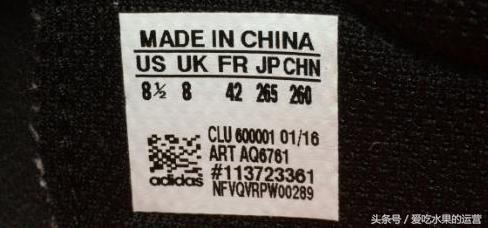 MADE IN CHINA
US UK FR JP CHN
8½ 8 42 265 260
CLU 600001 01/16
ART AQ6761
#113723361
adidas
NFVQVRPW00289
头条号 / 爱吃水果的运营